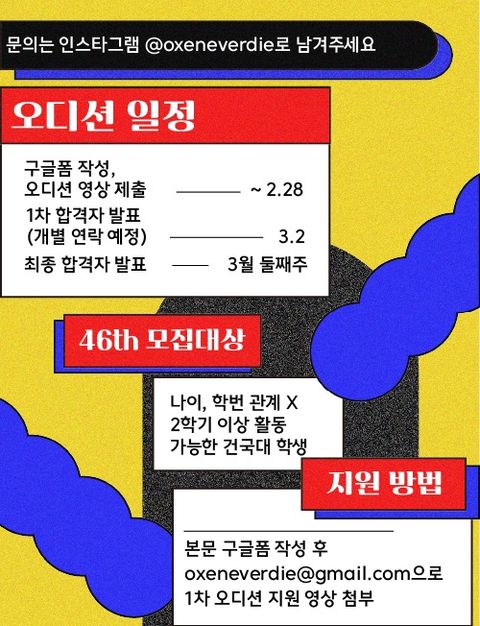 문의는 인스타그램 @oxeneverdie로 남겨주세요
오디션 일정
구글폼 작성,
오디션 영상 제출 ~ 2.28
1차 합격자 발표
(개별 연락 예정) 3.2
최종 합격자 발표 3월 둘째주
46th 모집대상
나이, 학번 관계 X
2학기 이상 활동
가능한 건국대 학생
지원 방법
본문 구글폼 작성 후
oxeneverdie@gmail.com으로
1차 오디션 지원 영상 첨부